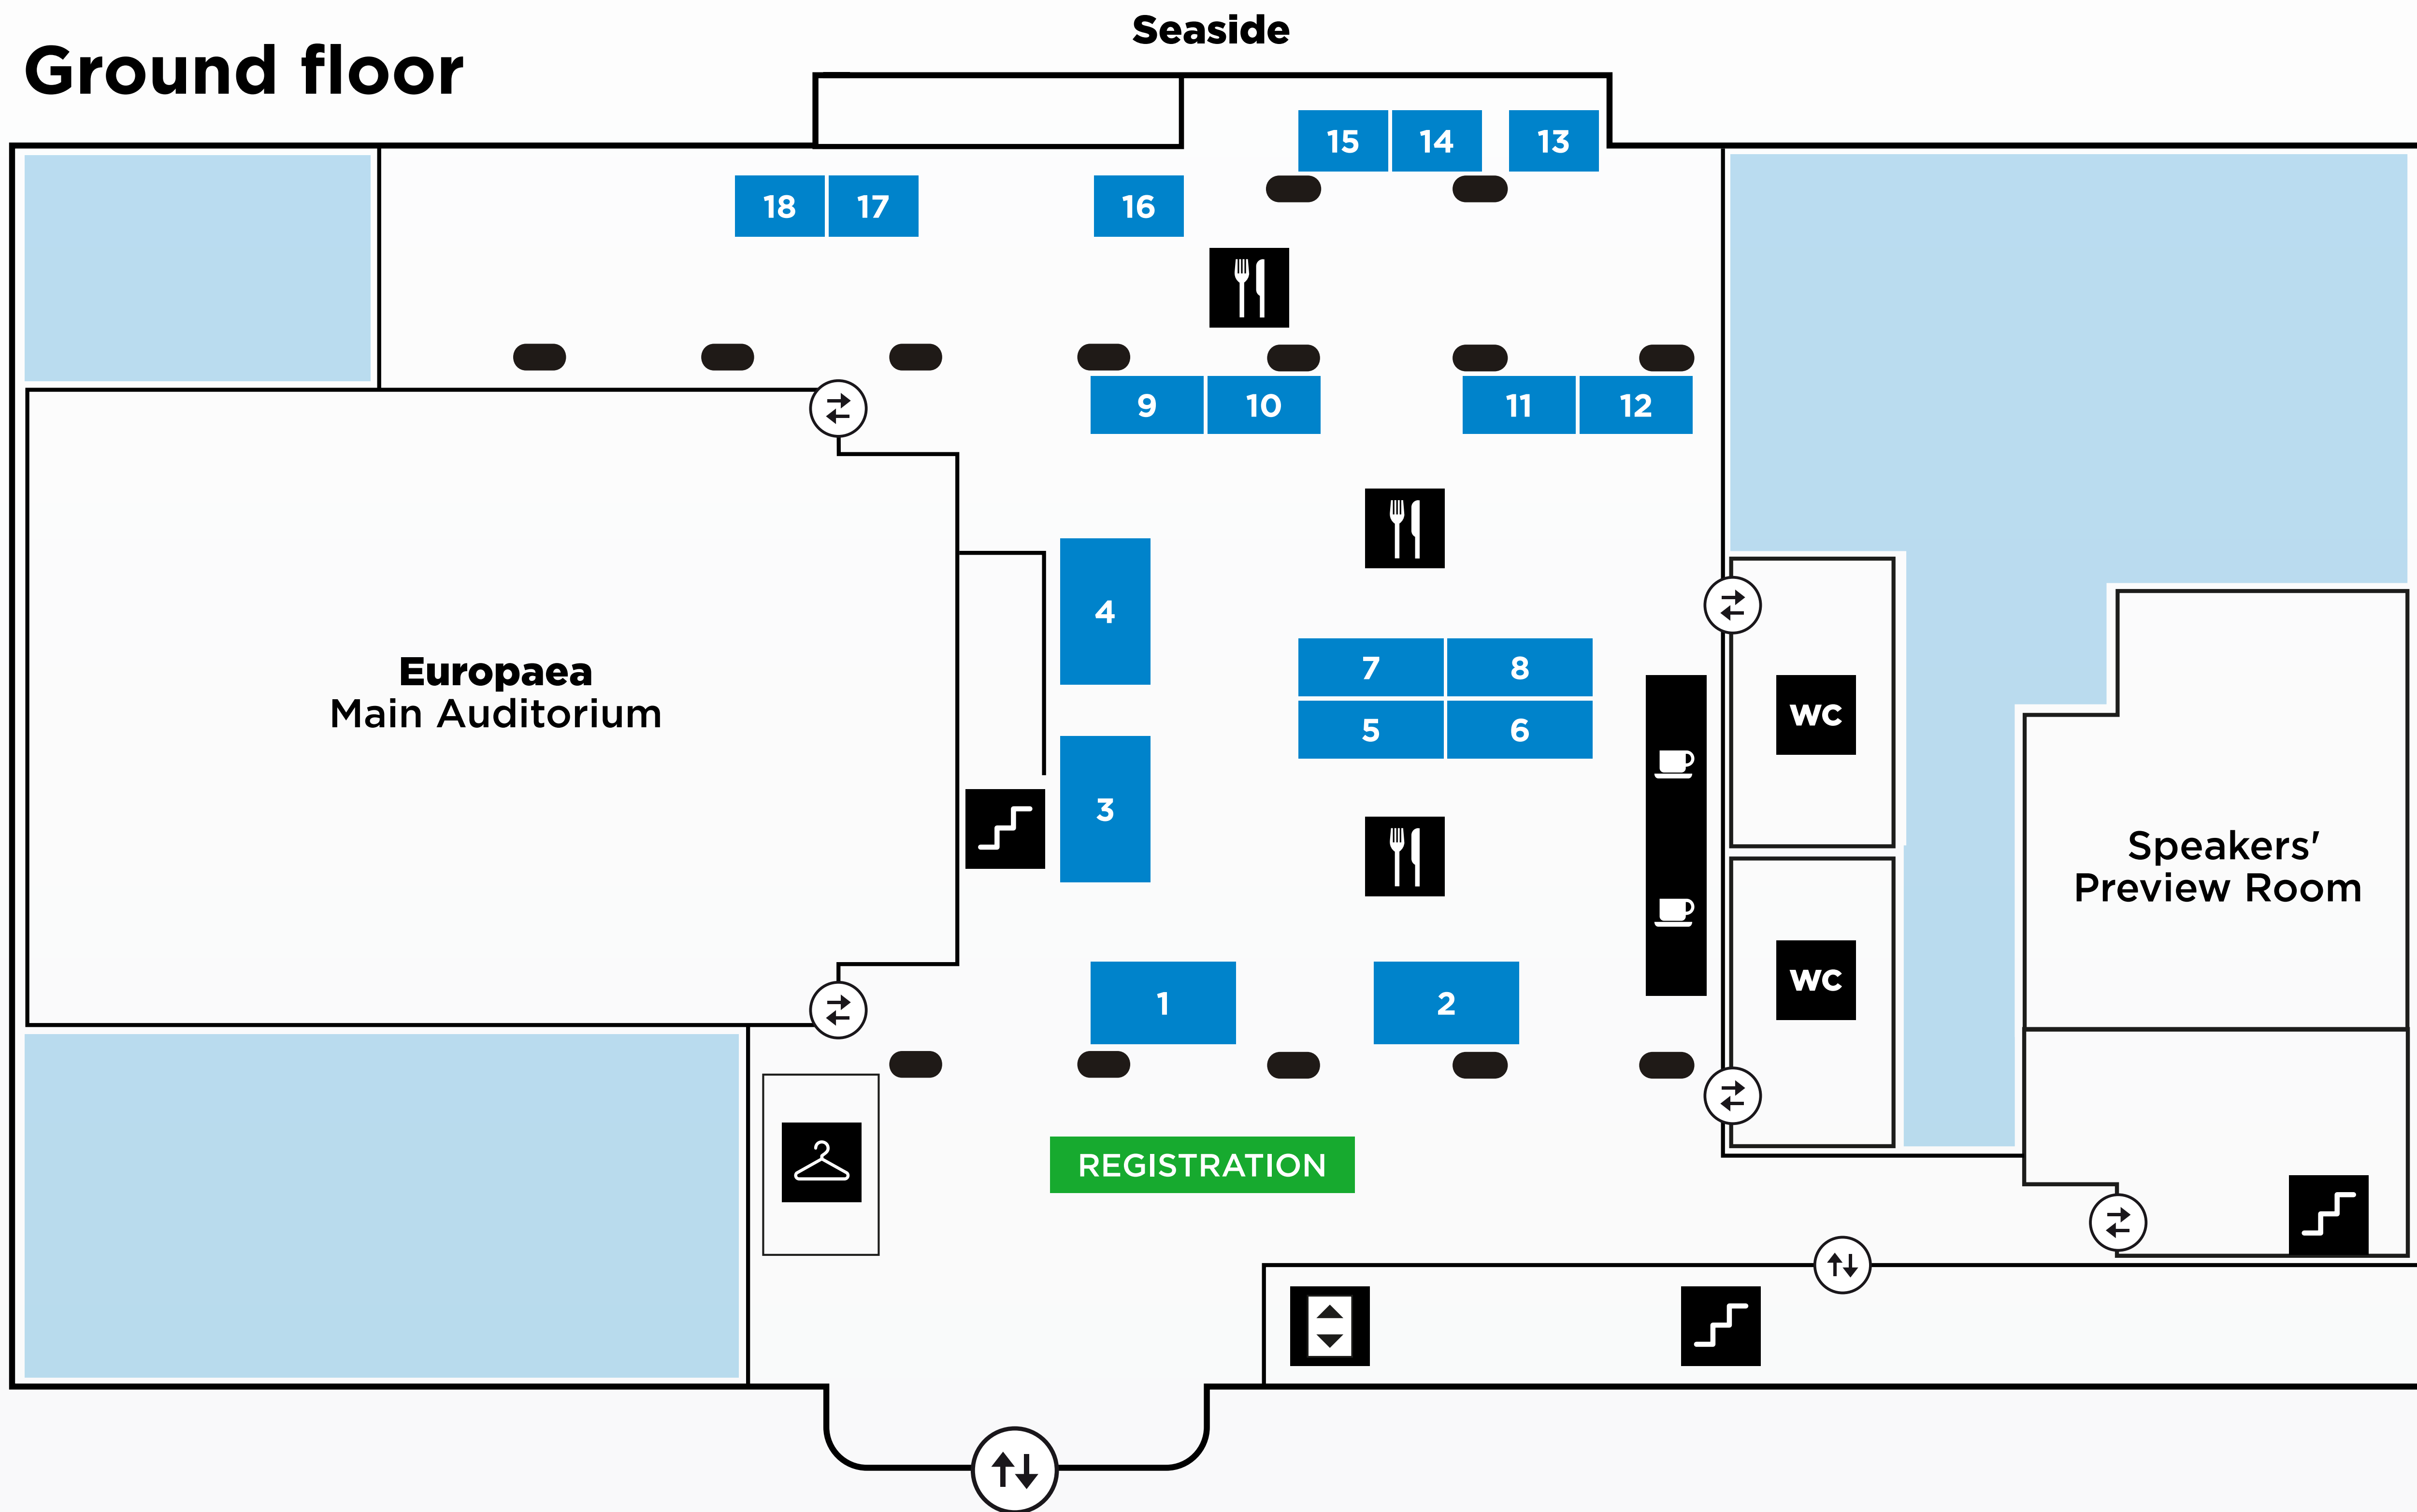 Seaside
Ground floor
15 14 13
18 17 16
9 10 11 12
4
7 8
5 6
Europaea
Main Auditorium
WC
3
Speakers'
Preview Room
WC
1 2
REGISTRATION